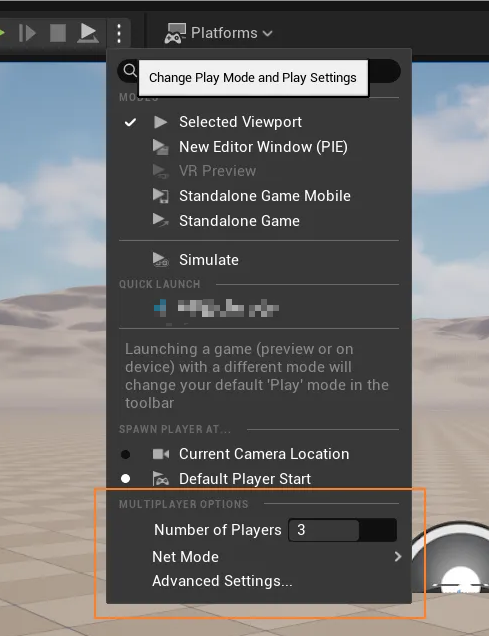 Platforms
Change Play Mode and Play Settings
MODES
Selected Viewport
New Editor Window (PIE)
VR Preview
Standalone Game Mobile
Standalone Game
Simulate
QUICK LAUNCH
Launching a game (preview or on
device) with a different mode will
change your default 'Play' mode in the
toolbar
SPAWN PLAYER AT...
Current Camera Location
Default Player Start
MULTIPLAYER OPTIONS
Number of Players 3
Net Mode
Advanced Settings...